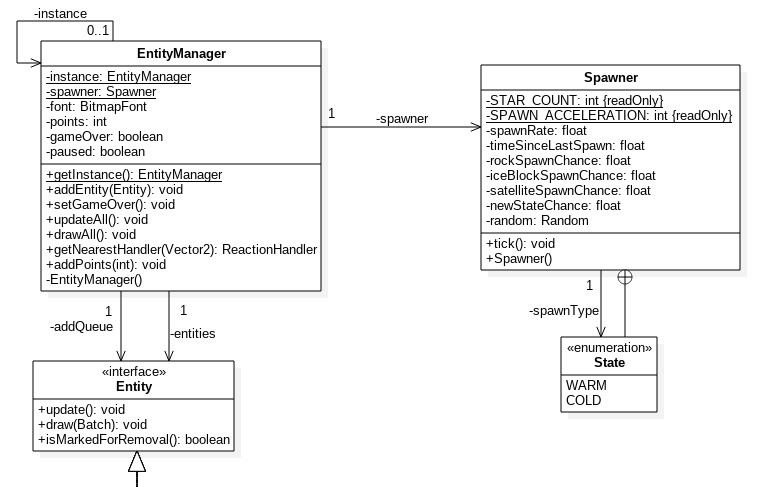 -instance
0..1
EntityManager
-instance: EntityManager
-spawner: Spawner
-font: BitmapFont
-points: int
-gameOver: boolean
-paused: boolean
+getInstance(): EntityManager
+addEntity(Entity): void
+setGameOver(): void
+updateAll(): void
+drawAll(): void
+getNearestHandler(Vector2): ReactionHandler
+addPoints(int): void
-EntityManager()
1
-spawner
Spawner
-STAR_COUNT: int {readOnly}
-SPAWN_ACCELERATION: int {readOnly}
-spawnRate: float
-timeSinceLastSpawn: float
-rockSpawnChance: float
-iceBlockSpawnChance: float
-satelliteSpawnChance: float
-newStateChance: float
-random: Random
+tick(): void
+Spawner()
1
-addQueue
1
-entities
1
-spawnType
«interface»
Entity
+update(): void
+draw(Batch): void
+isMarkedForRemoval(): boolean
«enumeration»
State
WARM
COLD